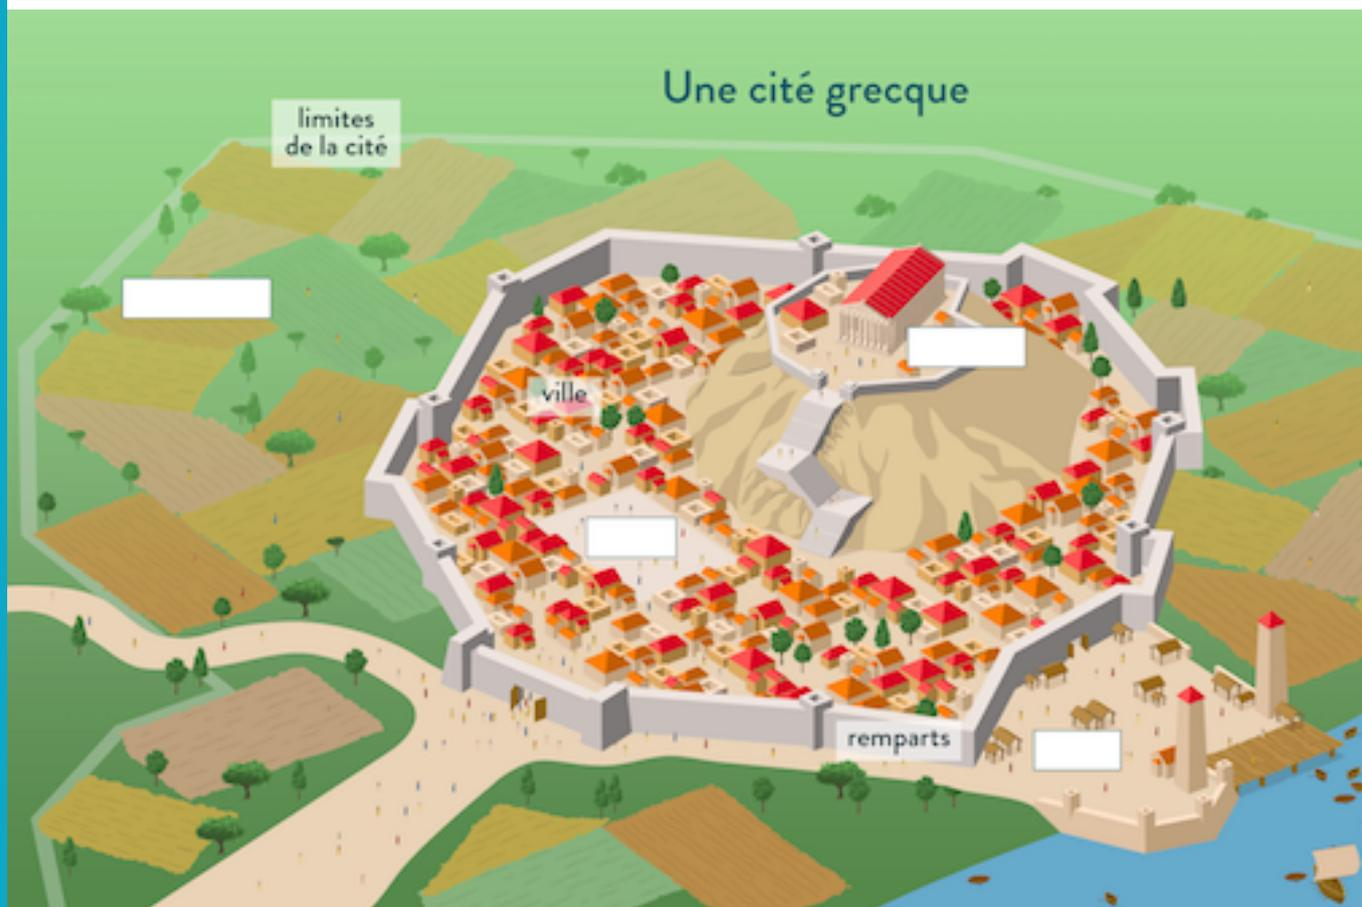 Une cité grecque
limites
de la cité
ville
remparts